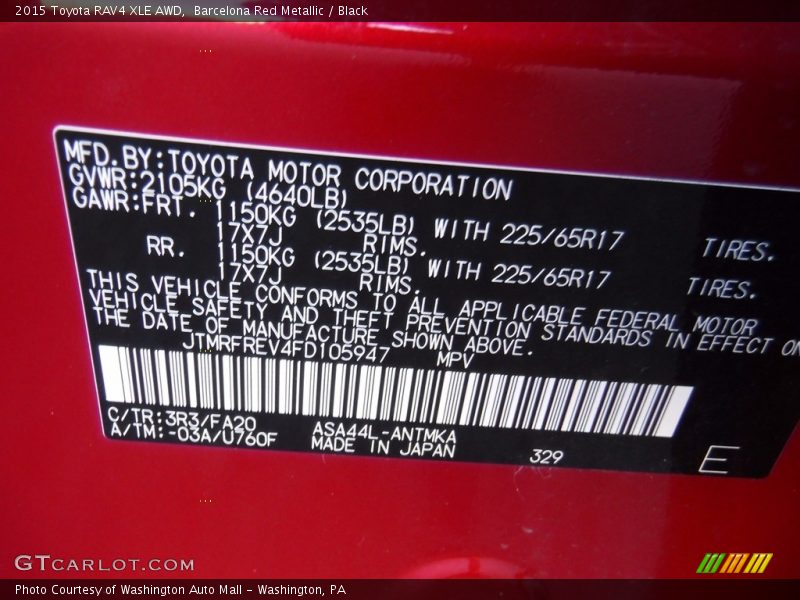 2015 Toyota RAV4 XLE AWD,  Barcelona Red Metallic / Black
MFD.BY:TOYOTA MOTOR CORPORATION
GVWR:2105KG (4640LB)
GAWR:FRT. 1150KG (2535LB) WITH 225/65R17 TIRES.
17X7J RIMS.
RR. 1150KG (2535LB) WITH 225/65R17 TIRES.
17X7J RIMS.
THIS VEHICLE CONFORMS TO ALL APPLICABLE FEDERAL MOTOR
VEHICLE SAFETY AND THEFT PREVENTION STANDARDS IN EFFECT ON
THE DATE OF MANUFACTURE SHOWN ABOVE.
JTMRFREV4FD105947 MPV
C/TR:3R3/FA20 ASA44L-ANTMKA
A/TM:-03A/U760F MADE IN JAPAN 329 E
GTCARLOT.COM
Photo Courtesy of Washington Auto Mall - Washington, PA